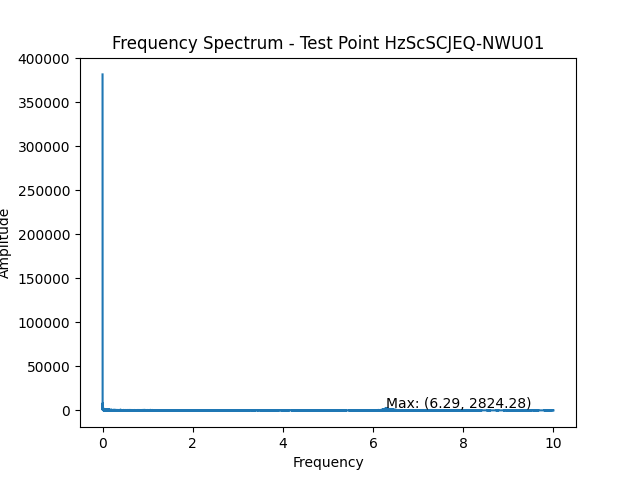 Frequency Spectrum - Test Point HzScSCJEQ-NWU01
400000
350000
300000
250000
200000
150000
100000
50000
0
Amplitude
Max: (6.29, 2824.28)
0 2 4 6 8 10
Frequency